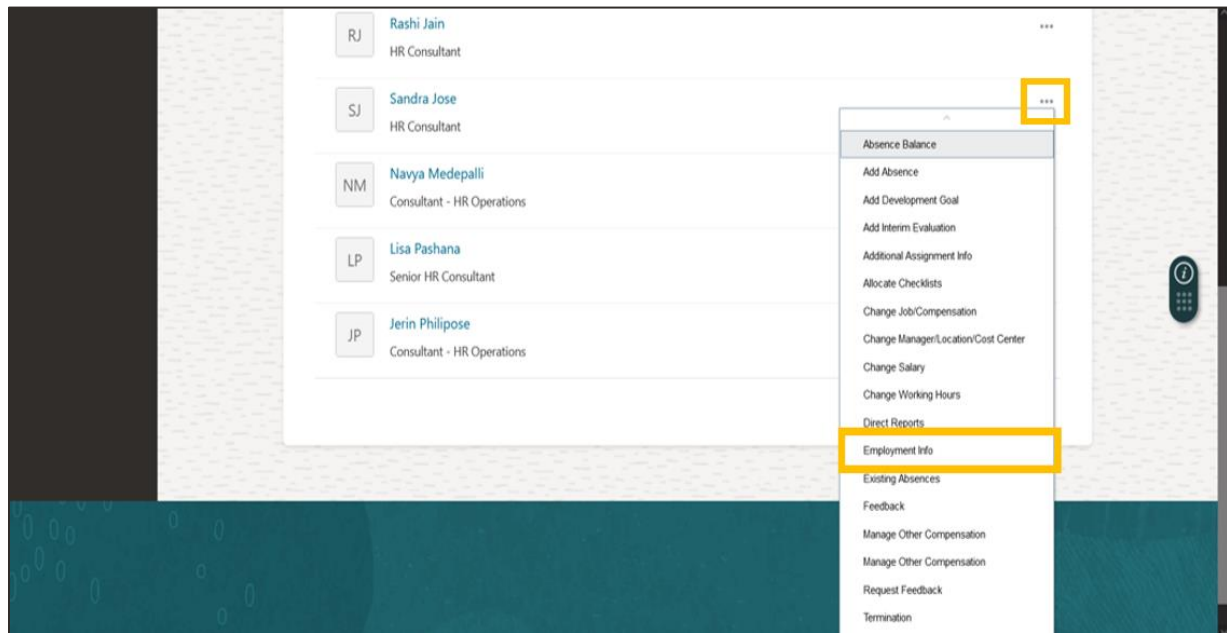 RJ
Rashi Jain
HR Consultant
SJ
Sandra Jose
HR Consultant
NM
Navya Medepalli
Consultant - HR Operations
LP
Lisa Pashana
Senior HR Consultant
JP
Jerin Philipose
Consultant - HR Operations
Absence Balance
Add Absence
Add Development Goal
Add Interim Evaluation
Additional Assignment Info
Allocate Checklists
Change Job/Compensation
Change Manager/Location/Cost Center
Change Salary
Change Working Hours
Direct Reports
Employment Info
Existing Absences
Feedback
Manage Other Compensation
Manage Other Compensation
Request Feedback
Termination